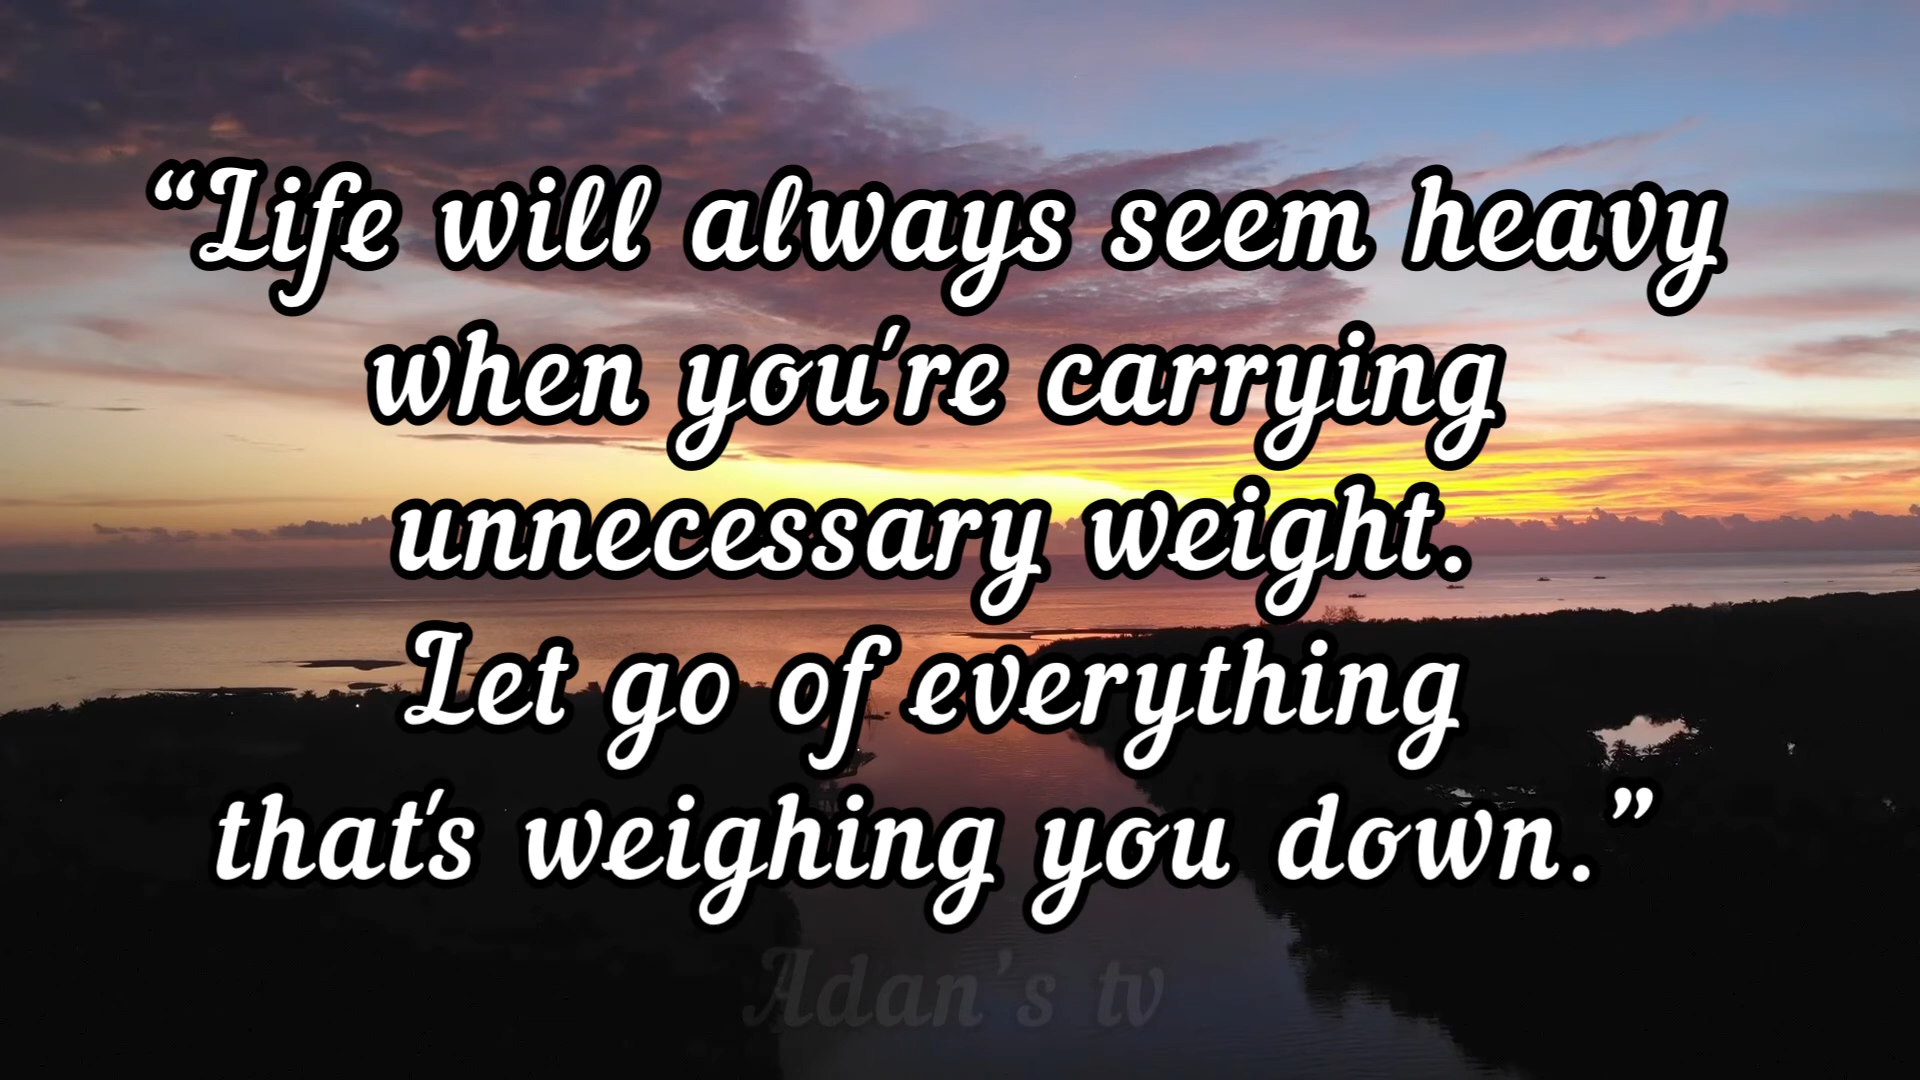 “Life will always seem heavy
when you're carrying
unnecessary weight.
Let go of everything
that's weighing you down.”
Adan’s tv